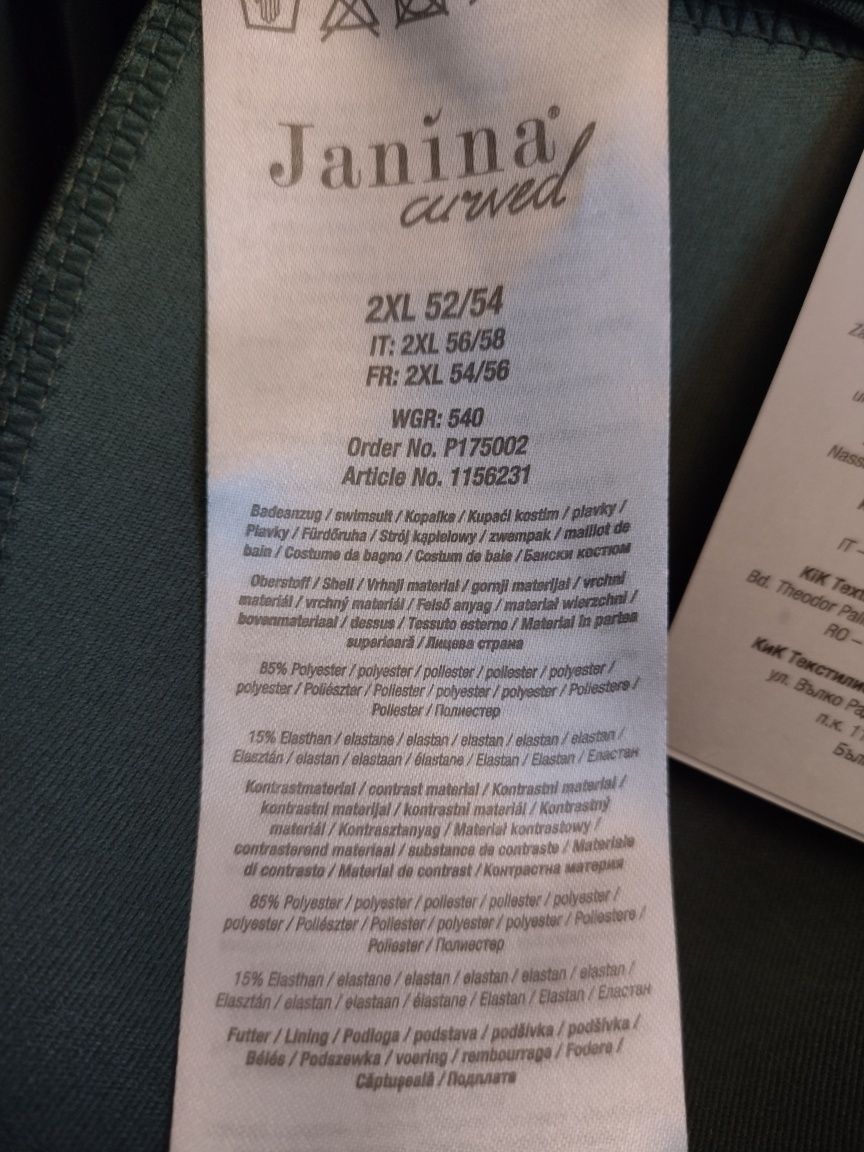 Janina®
curved
2XL 52/54
IT: 2XL 56/58
FR: 2XL 54/56
WGR: 540
Order No. P175002
Article No. 1156231
Badeanzug / swimsuit / Kopalka / Kupaći kostim / plavky /
Plavky / Fürdőruha / Strój kąpielowy / zwempak / maillot de
bain / Costume da bagno / Costum de baie / Бански костюм
Oberstoff / Shell / Vrhnji material / gornji materijal / vrchní
materiál / vrchný materiál / Felső anyag / materiał wierzchni /
bovenmateriaal / dessus / Tessuto esterno / Material în partea
superioară / Лицева страна
85% Polyester / polyester / poliester / poliester / polyester /
polyester / Poliészter / Poliester / polyester / polyester / Poliestere /
Poliester / Полиестер
15% Elasthan / elastane / elastan / elastan / elastan / elastan /
Elasztán / elastan / elastaan / élastane / Elastan / Elastan / Еластан
Kontrastmaterial / contrast material / Kontrastni material /
kontrastni materijal / kontrastní materiál / Kontrastný
materiál / Kontrasztanyag / Materiał kontrastowy /
contrasterend materiaal / substance de contraste / Materiale
di contrasto / Material de contrast / Контрастна материя
85% Polyester / polyester / poliester / poliester / polyester /
polyester / Poliészter / Poliester / polyester / polyester / Poliestere /
Poliester / Полиестер
15% Elasthan / elastane / elastan / elastan / elastan / elastan /
Elasztán / elastan / elastaan / élastane / Elastan / Elastan / Еластан
Futter / Lining / Podloga / podstava / podšívka / podšívka /
Bélés / Podszewka / voering / rembourrage / Fodera /
Căptușeală / Подплата
Nass
IT –
KiK Text
Bd. Theodor Pall
RO –
КиК Текстилиен
ул. Вълко Ра
п.к. 11
Бъл